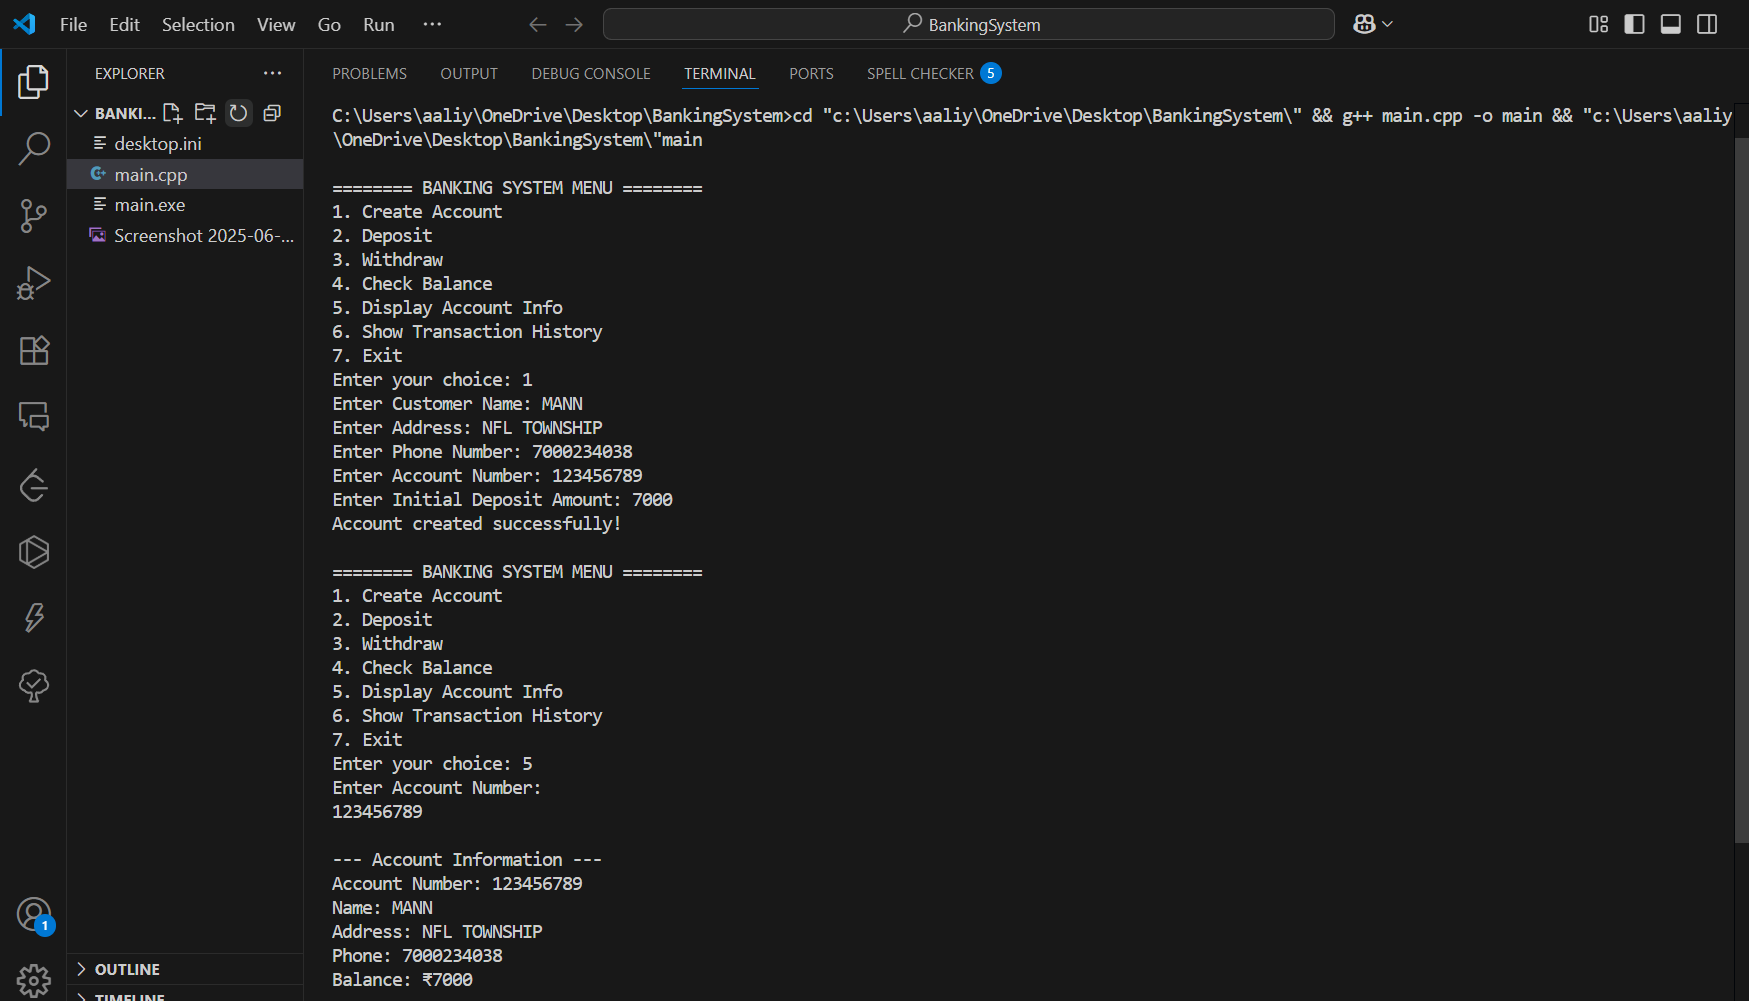 File Edit Selection View Go Run ···
BankingSystem
EXPLORER ···
BANKI...
desktop.ini
main.cpp
main.exe
Screenshot 2025-06-...
PROBLEMS OUTPUT DEBUG CONSOLE TERMINAL PORTS SPELL CHECKER 5
C:\Users\aaliy\OneDrive\Desktop\BankingSystem>cd "c:\Users\aaliy\OneDrive\Desktop\BankingSystem\" && g++ main.cpp -o main && "c:\Users\aaliy
\OneDrive\Desktop\BankingSystem\"main
======== BANKING SYSTEM MENU ========
1. Create Account
2. Deposit
3. Withdraw
4. Check Balance
5. Display Account Info
6. Show Transaction History
7. Exit
Enter your choice: 1
Enter Customer Name: MANN
Enter Address: NFL TOWNSHIP
Enter Phone Number: 7000234038
Enter Account Number: 123456789
Enter Initial Deposit Amount: 7000
Account created successfully!
======== BANKING SYSTEM MENU ========
1. Create Account
2. Deposit
3. Withdraw
4. Check Balance
5. Display Account Info
6. Show Transaction History
7. Exit
Enter your choice: 5
Enter Account Number:
123456789
--- Account Information ---
Account Number: 123456789
Name: MANN
Address: NFL TOWNSHIP
Phone: 7000234038
Balance: ₹7000
1
OUTLINE
TIMELINE